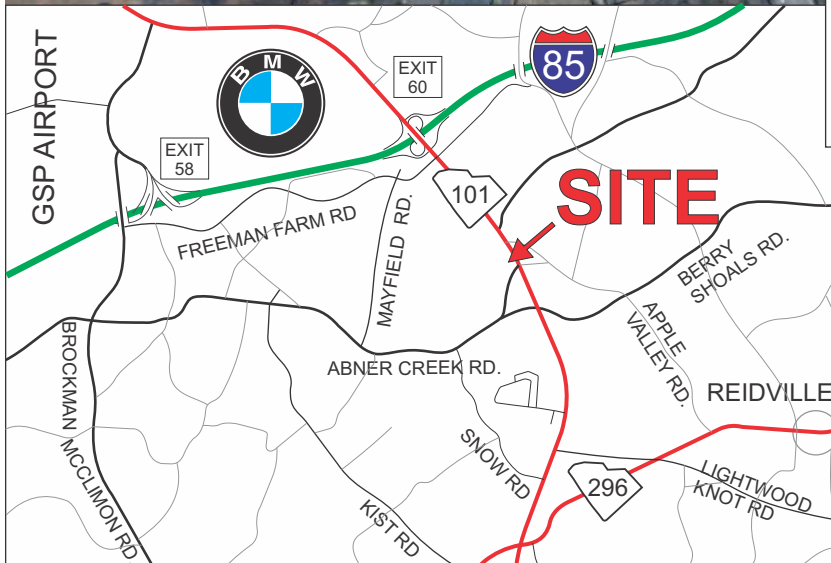 GSP AIRPORT
BMW
EXIT
60
85
EXIT
58
101
SITE
FREEMAN FARM RD
MAYFIELD RD.
BERRY
SHOALS RD.
APPLE
VALLEY RD.
BROCKMAN MCCLIMON RD.
ABNER CREEK RD.
REIDVILLE
SNOW RD
KIST RD
296
LIGHTWOOD
KNOT RD